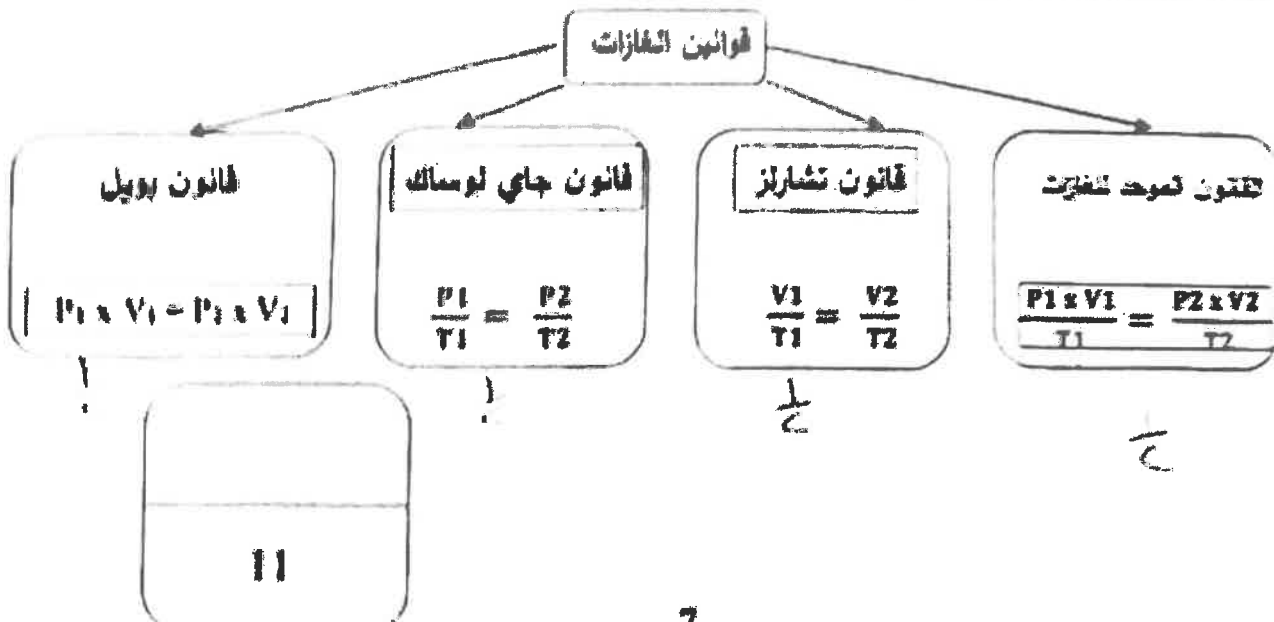 قوانين الغازات
قانون بويل
P₁ x V₁ = P₂ x V₂
قانون جاي لوساك
P1/T1 = P2/T2
قانون تشارلز
V1/T1 = V2/T2
القانون الموحد للغازات
P1 x V1/T1 = P2 x V2/T2
11
7